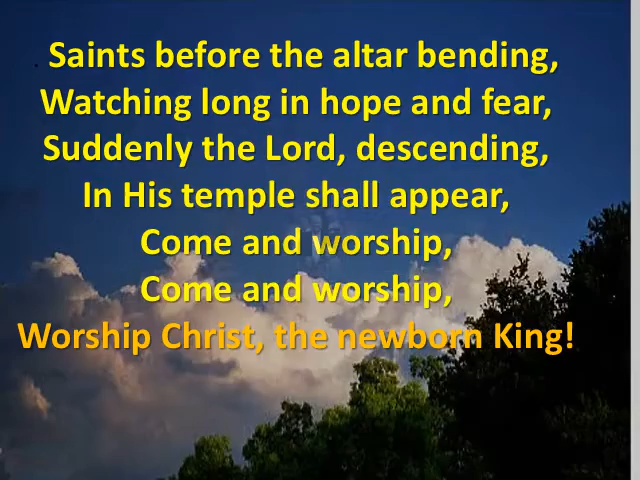 . Saints before the altar bending,
Watching long in hope and fear,
Suddenly the Lord, descending,
In His temple shall appear,
Come and worship,
Come and worship,
Worship Christ, the newborn King!